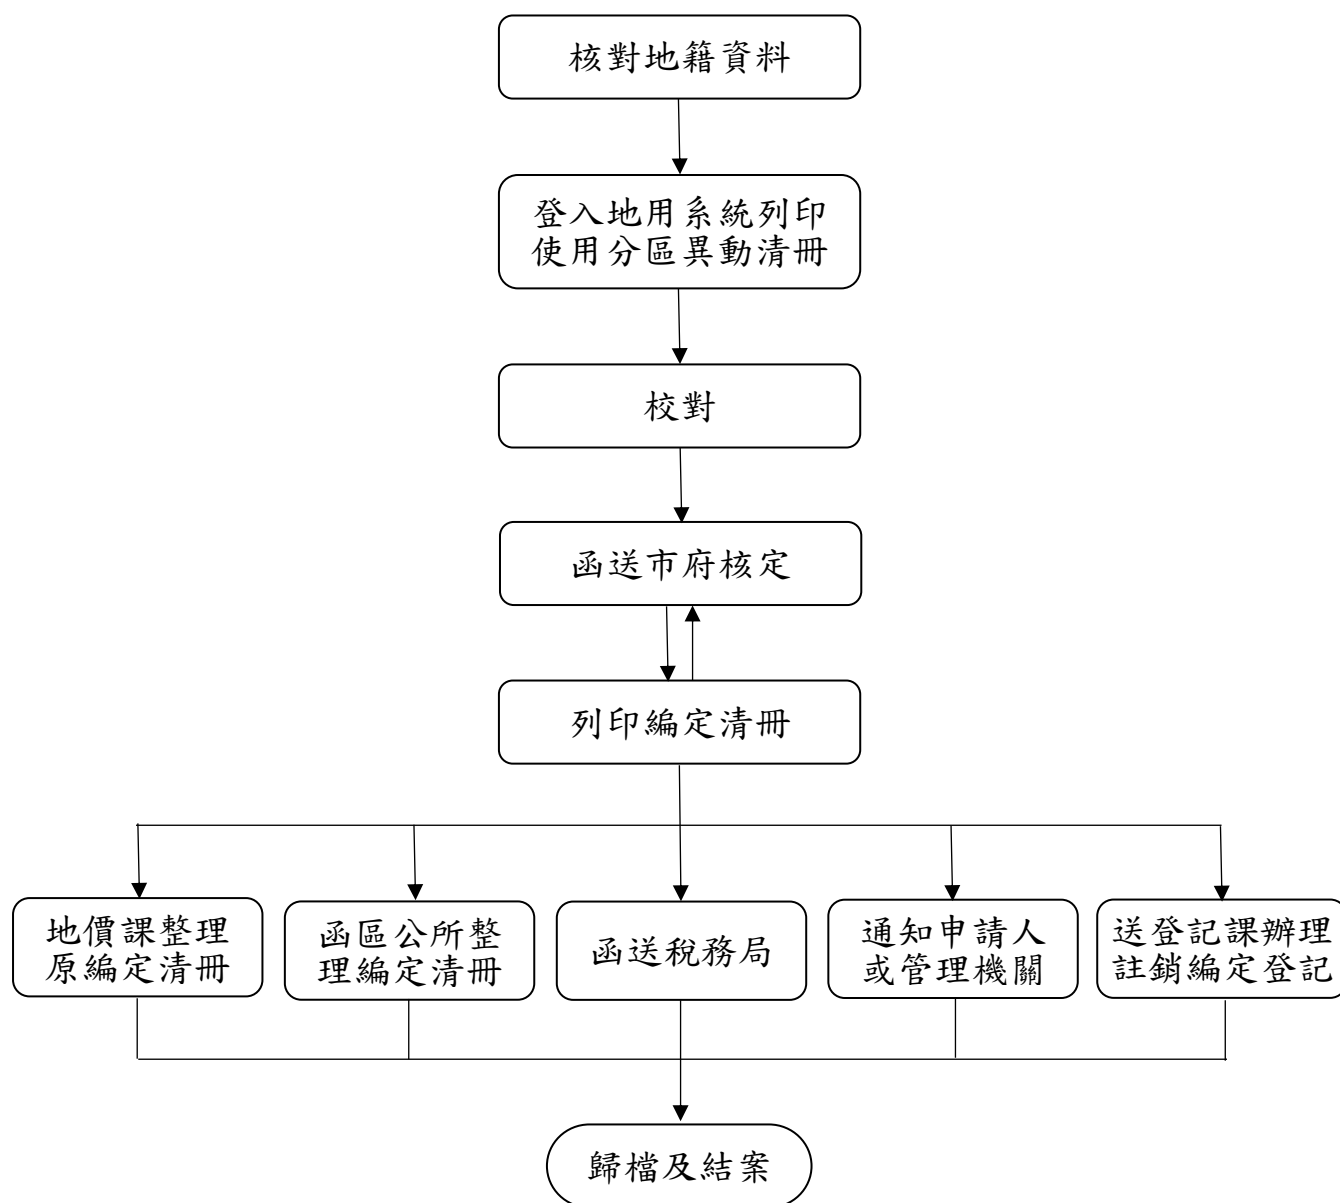 核對地籍資料
登入地用系統列印
使用分區異動清冊
校對
函送市府核定
列印編定清冊
地價課整理
原編定清冊
函區公所整
理編定清冊
函送稅務局
通知申請人
或管理機關
送登記課辦理
註銷編定登記
歸檔及結案